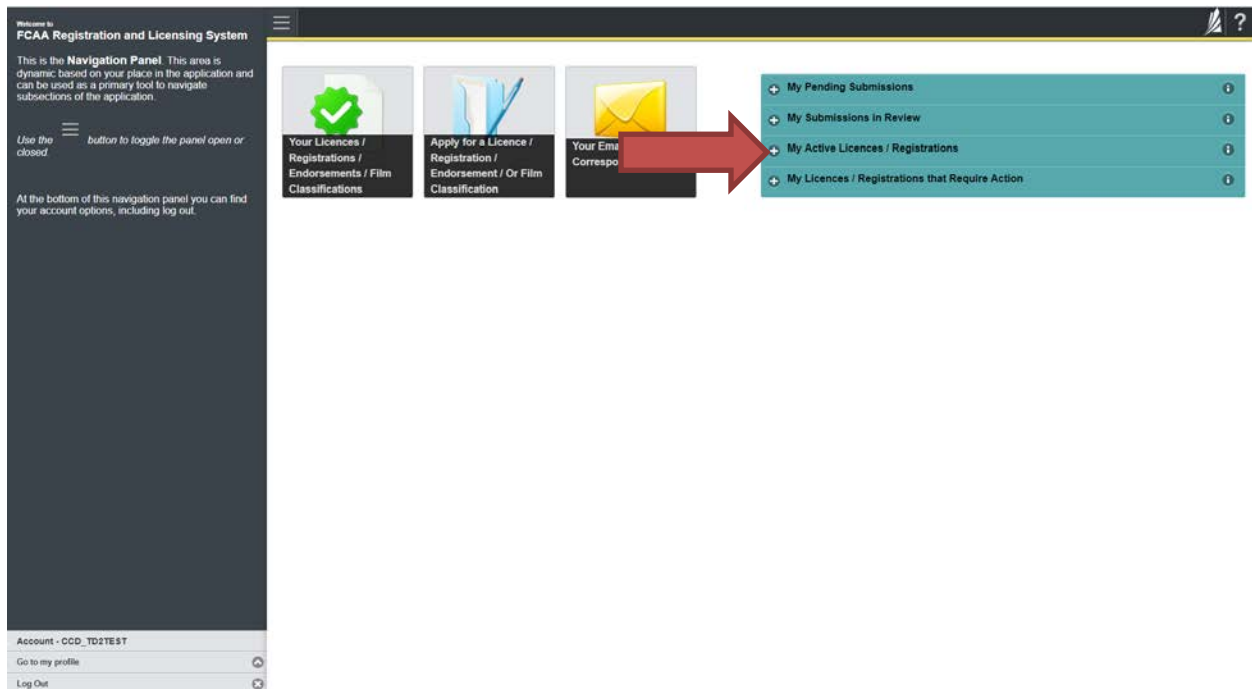 Welcome to
FCAA Registration and Licensing System
This is the Navigation Panel. This area is
dynamic based on your place in the application and
can be used as a primary tool to navigate
subsections of the application.
Use the button to toggle the panel open or
closed.
At the bottom of this navigation panel you can find
your account options, including log out.
Account - CCD_TD2TEST
Go to my profile
Log Out
?
Your Licences /
Registrations /
Endorsements / Film
Classifications
Apply for a Licence /
Registration /
Endorsement / Or Film
Classification
Your
My Pending Submissions
My Submissions in Review
My Active Licences / Registrations
My Licences / Registrations that Require Action